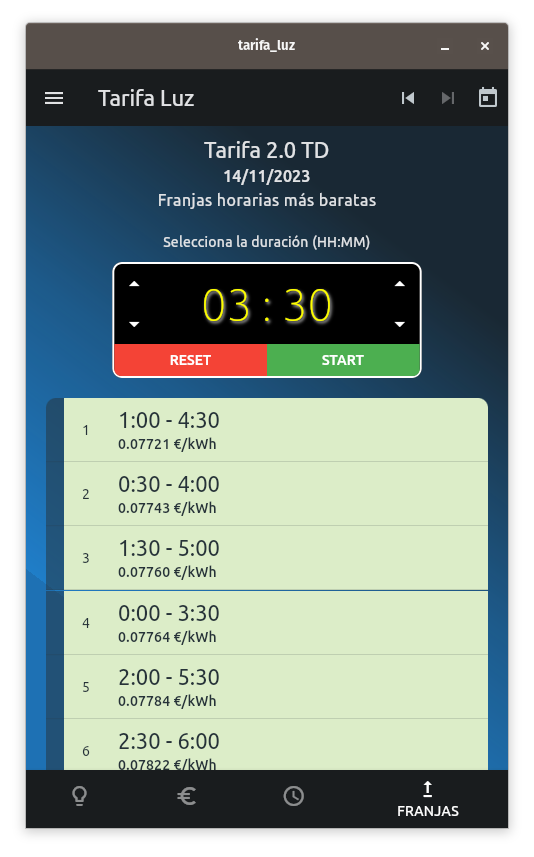 tarifa_luz
Tarifa Luz
Tarifa 2.0 TD
14/11/2023
Franjas horarias más baratas
Selecciona la duración (HH:MM)
03 : 30
RESET START
1 1:00 - 4:30
0.07721 €/kWh
2 0:30 - 4:00
0.07743 €/kWh
3 1:30 - 5:00
0.07760 €/kWh
4 0:00 - 3:30
0.07764 €/kWh
5 2:00 - 5:30
0.07784 €/kWh
6 2:30 - 6:00
0.07822 €/kWh
FRANJAS